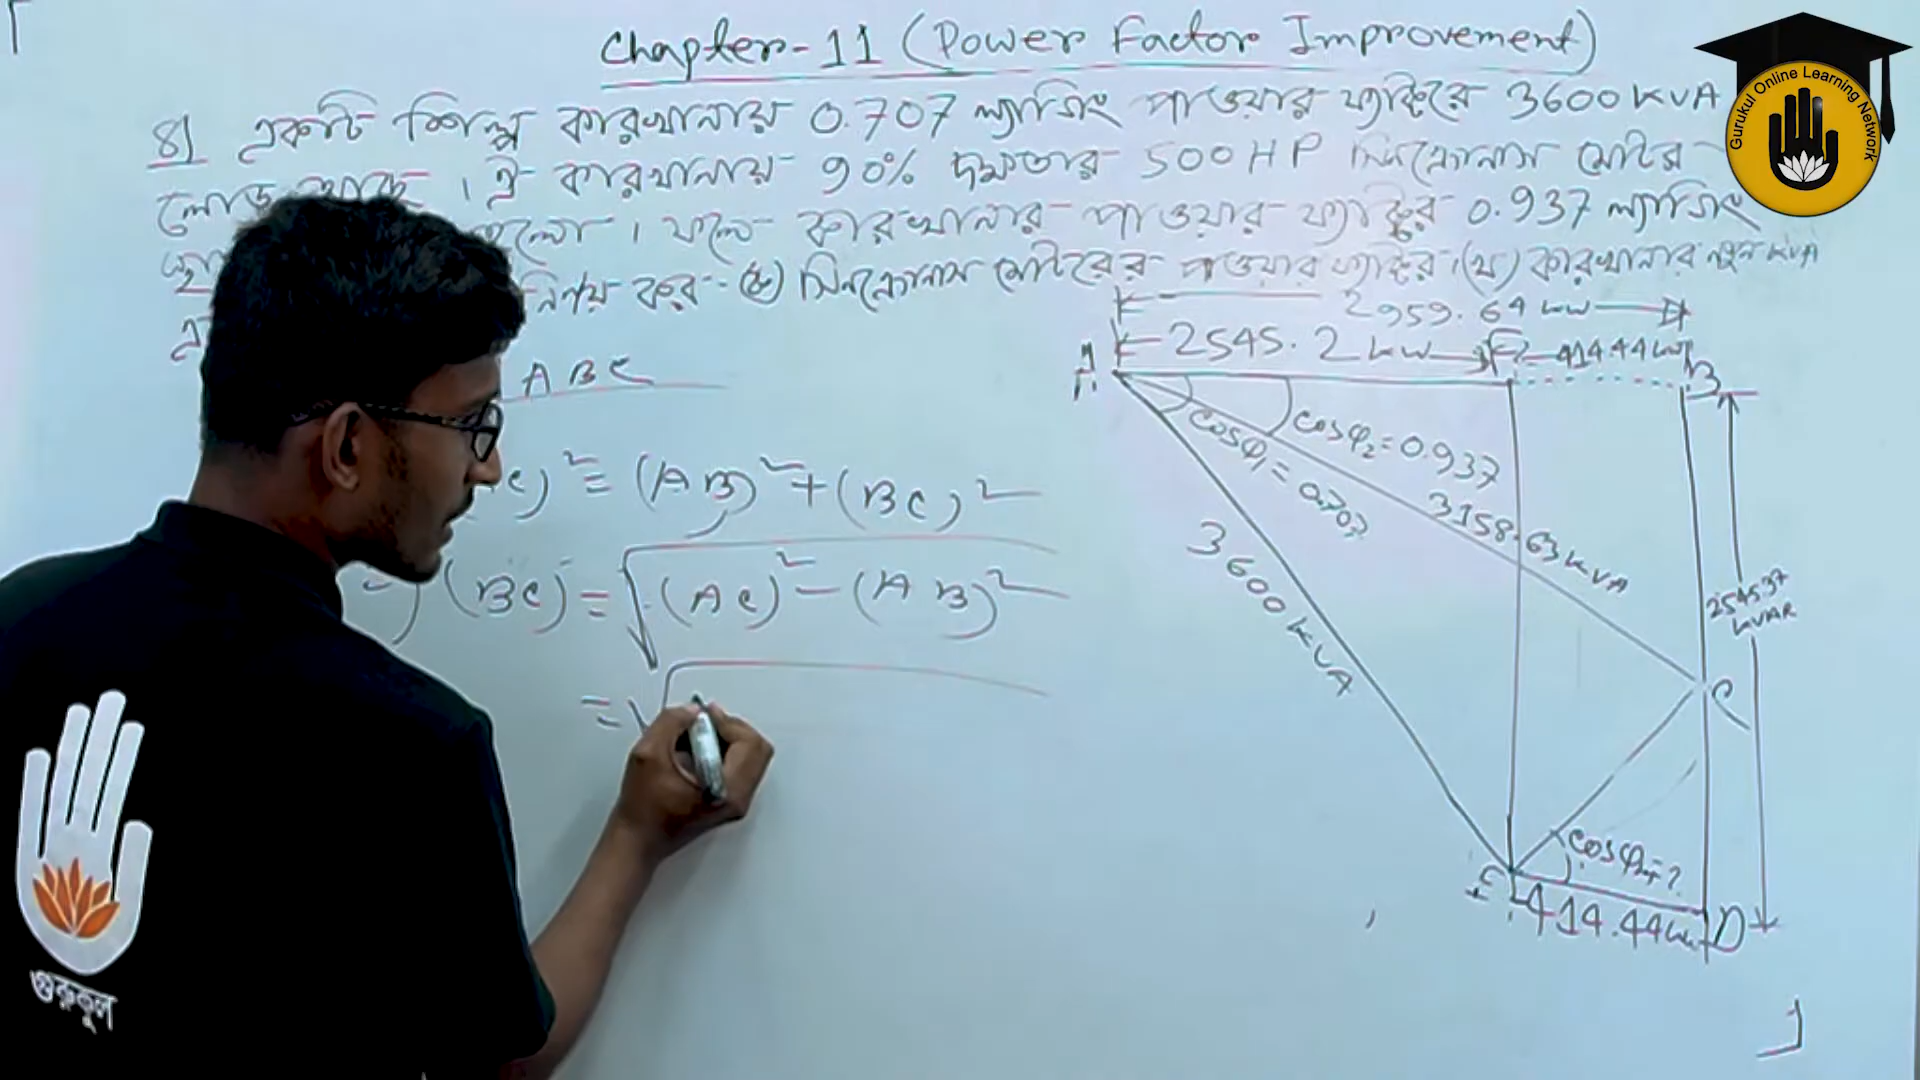 Chapter-11 (Power Factor Improvement)
৪) একটি শিল্প কারখানায় 0.707 ল্যাগিং পাওয়ার ফ্যাক্টরে 3600 KVA
লোড আছে । ঐ কারখানায় 90% দক্ষতার 500 HP সিনক্রোনাস মোটর
হলো । ফলে কারখানার পাওয়ার ফ্যাক্টর 0.937 ল্যাগিং
নির্ণয় কর- (ক) সিনক্রোনাস মোটরের পাওয়ার ফ্যাক্টর । (খ) কারখানার নতুন KVA
ABC
C)² = (AB)² + (BC)²
(BC) = √(AC)² - (AB)²
= √
2959.64 kw
2545.2 kw
F
414.44 kw
A
B
cosφ₂ = 0.937
cosφ₁ = 0.707
3158.63 KVA
3600 KVA
2545.37
KVAR
C
cosφm = ?
E
414.44 kw
D
Gurukul Online Learning Network
গুরুকুল